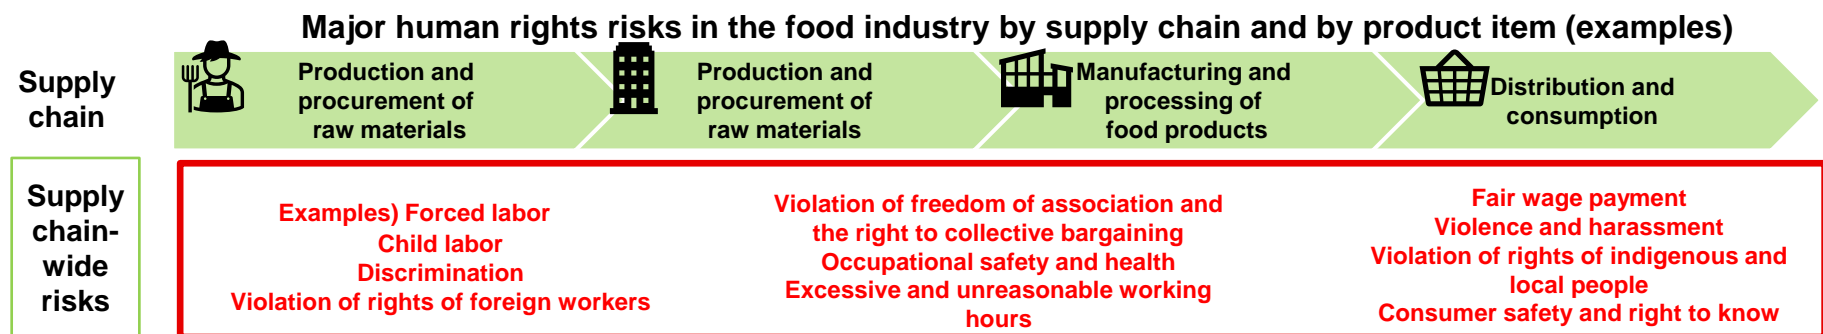 Major human rights risks in the food industry by supply chain and by product item (examples)
Supply
chain
Production and
procurement of
raw materials
Production and
procurement of
raw materials
Manufacturing and
processing of
food products
Distribution and
consumption
Supply
chain-
wide
risks
Examples) Forced labor
Child labor
Discrimination
Violation of rights of foreign workers
Violation of freedom of association and
the right to collective bargaining
Occupational safety and health
Excessive and unreasonable working
hours
Fair wage payment
Violence and harassment
Violation of rights of indigenous and
local people
Consumer safety and right to know